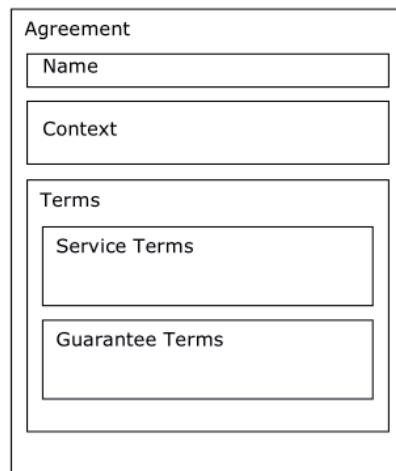 Agreement
Name
Context
Terms
Service Terms
Guarantee Terms